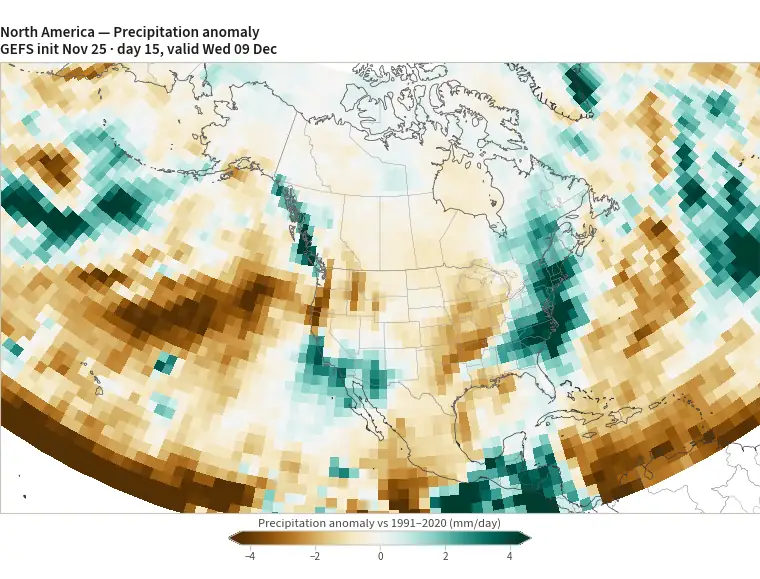 North America — Precipitation anomaly
GEFS init Nov 25 · day 15, valid Wed 09 Dec
Precipitation anomaly vs 1991–2020 (mm/day)
−4 −2 0 2 4